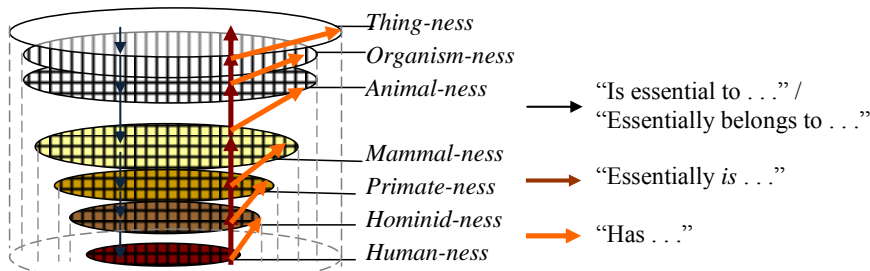 Thing-ness
Organism-ness
Animal-ness
Mammal-ness
Primate-ness
Hominid-ness
Human-ness
“Is essential to . . .” /
“Essentially belongs to . . .”
“Essentially is . . .”
“Has . . .”